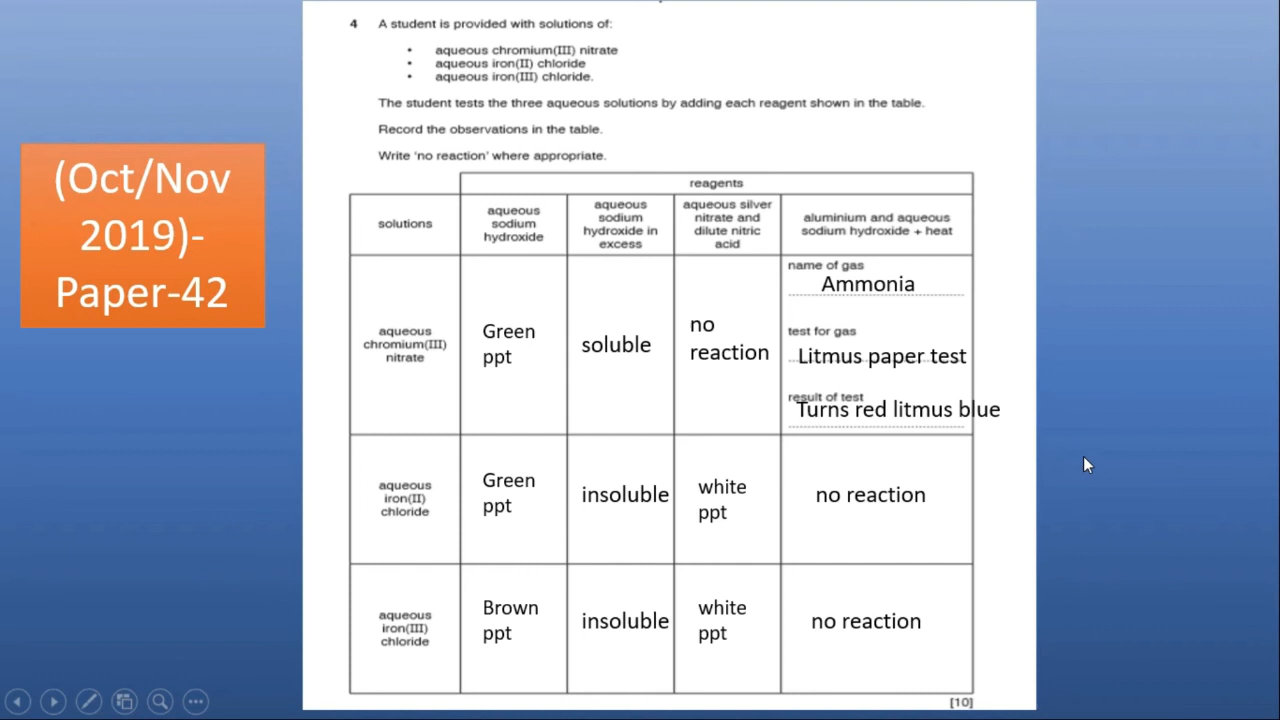 (Oct/Nov
2019)-
Paper-42
4 A student is provided with solutions of:
• aqueous chromium(III) nitrate
• aqueous iron(II) chloride
• aqueous iron(III) chloride.
The student tests the three aqueous solutions by adding each reagent shown in the table.
Record the observations in the table.
Write 'no reaction' where appropriate.
reagents
solutions
aqueous
sodium
hydroxide
aqueous
sodium
hydroxide in
excess
aqueous silver
nitrate and
dilute nitric
acid
aluminium and aqueous
sodium hydroxide + heat
aqueous
chromium(III)
nitrate
Green
ppt
soluble
no
reaction
name of gas
Ammonia
test for gas
Litmus paper test
result of test
Turns red litmus blue
aqueous
iron(II)
chloride
Green
ppt
insoluble
white
ppt
no reaction
aqueous
iron(III)
chloride
Brown
ppt
insoluble
white
ppt
no reaction
[10]